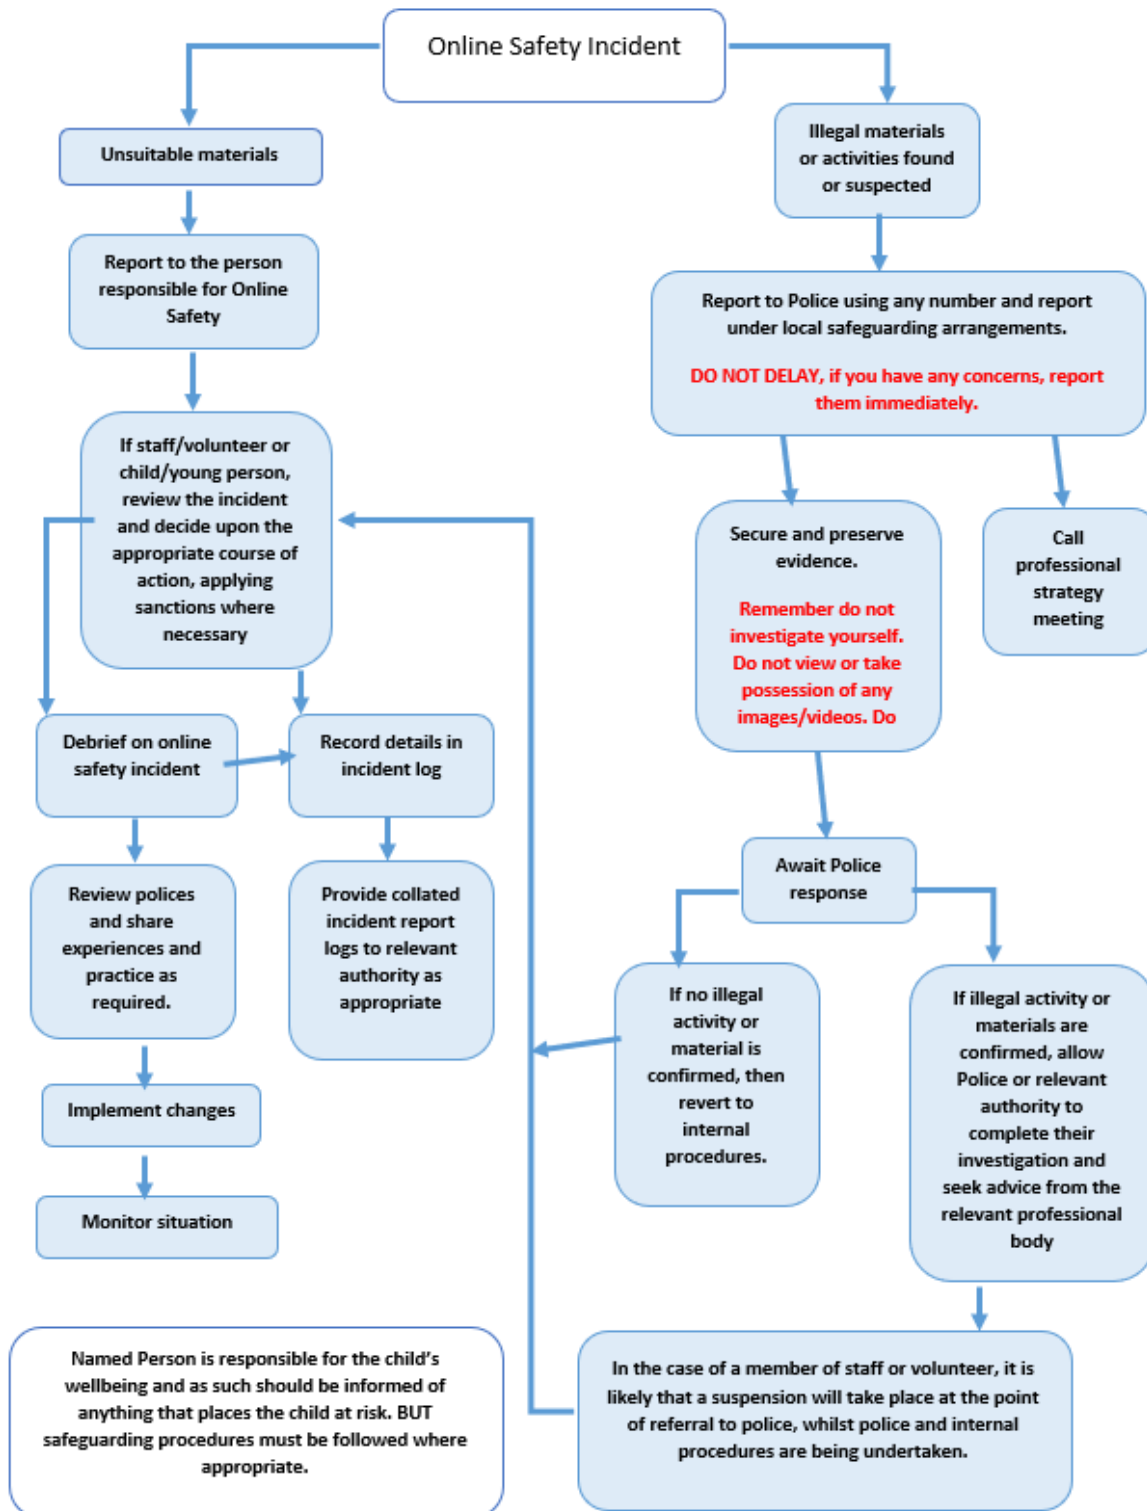 Online Safety Incident
Unsuitable materials
Report to the person
responsible for Online
Safety
If staff/volunteer or
child/young person,
review the incident
and decide upon the
appropriate course of
action, applying
sanctions where
necessary
Debrief on online
safety incident
Record details in
incident log
Review polices
and share
experiences and
practice as
required.
Provide collated
incident report
logs to relevant
authority as
appropriate
Implement changes
Monitor situation
Illegal materials
or activities found
or suspected
Report to Police using any number and report
under local safeguarding arrangements.
DO NOT DELAY, if you have any concerns, report
them immediately.
Secure and preserve
evidence.
Remember do not
investigate yourself.
Do not view or take
possession of any
images/videos. Do
Call
professional
strategy
meeting
Await Police
response
If no illegal
activity or
material is
confirmed, then
revert to
internal
procedures.
If illegal activity or
materials are
confirmed, allow
Police or relevant
authority to
complete their
investigation and
seek advice from the
relevant professional
body
In the case of a member of staff or volunteer, it is
likely that a suspension will take place at the point
of referral to police, whilst police and internal
procedures are being undertaken.
Named Person is responsible for the child's
wellbeing and as such should be informed of
anything that places the child at risk. BUT
safeguarding procedures must be followed where
appropriate.